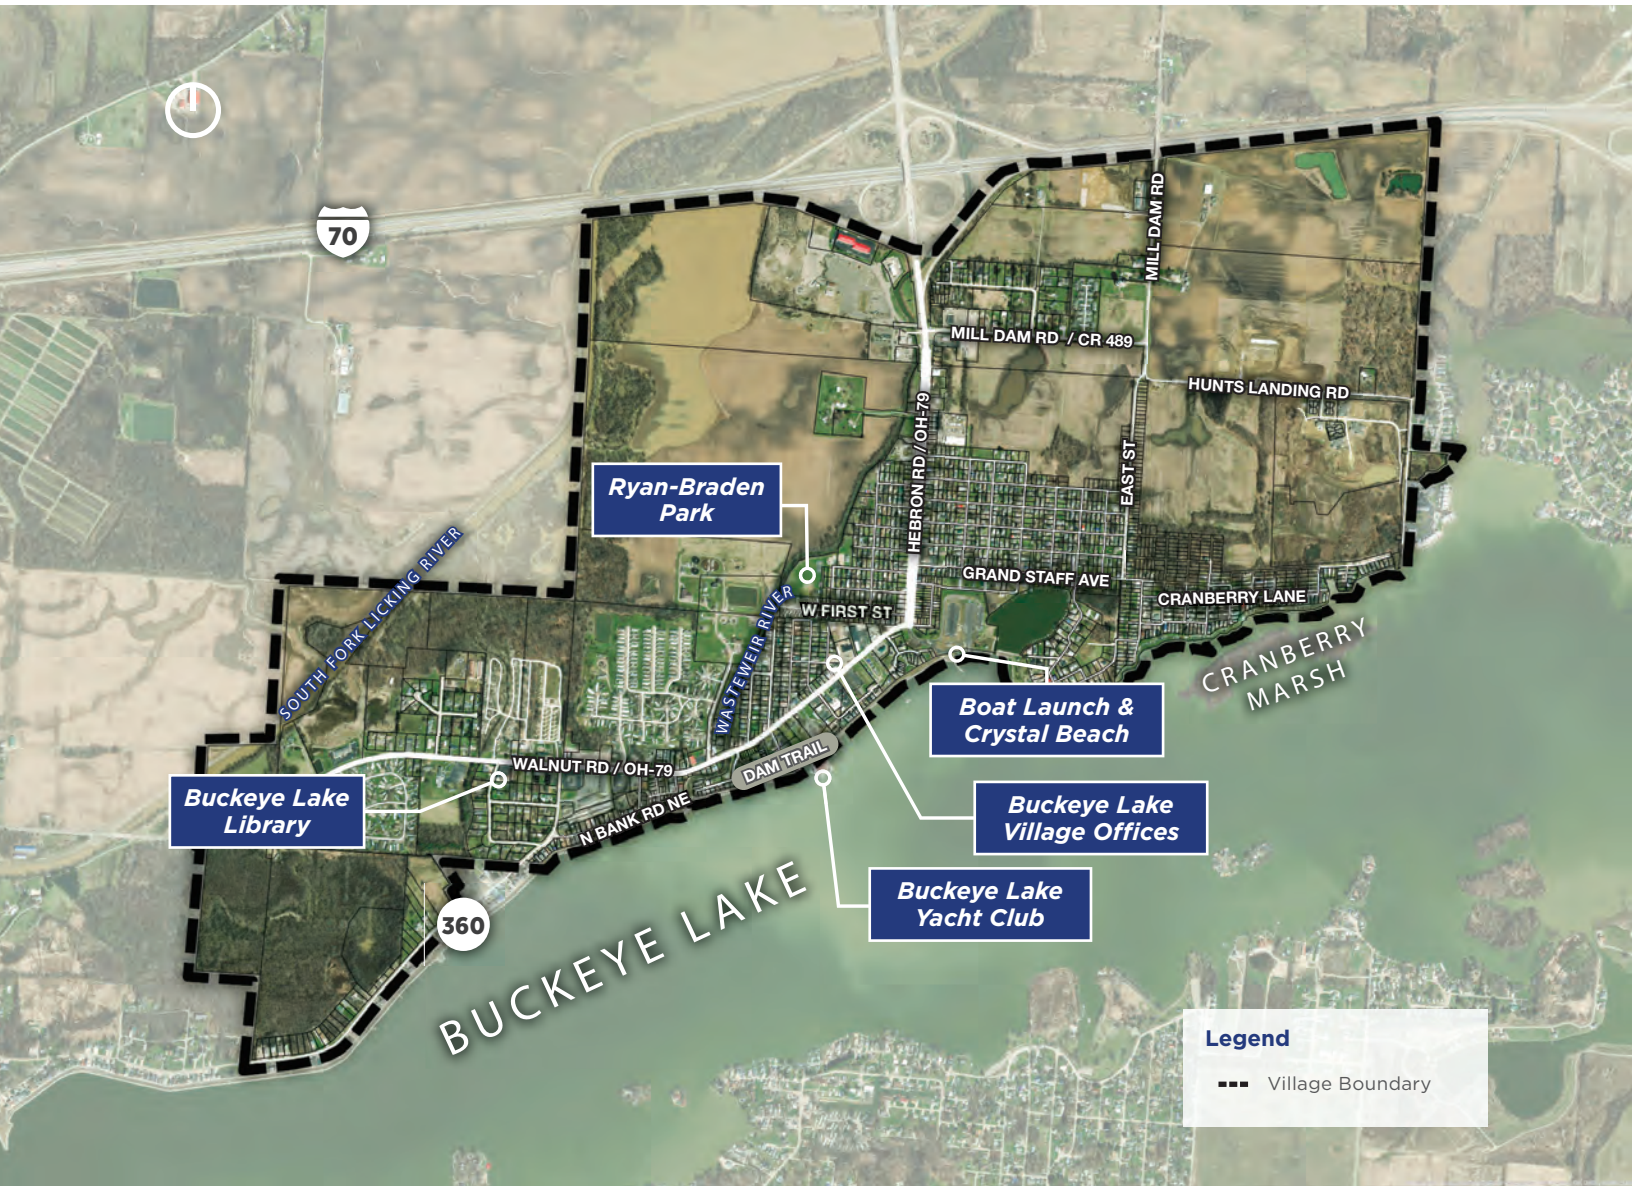 70
MILL DAM RD
MILL DAM RD / CR 489
HUNTS LANDING RD
HEBRON RD / OH-79
EAST ST
Ryan-Braden
Park
SOUTH FORK LICKING RIVER
GRAND STAFF AVE
CRANBERRY LANE
W FIRST ST
WASTEWEIR RIVER
CRANBERRY
MARSH
Boat Launch &
Crystal Beach
DAM TRAIL
WALNUT RD / OH-79
Buckeye Lake
Library
N BANK RD NE
Buckeye Lake
Village Offices
Buckeye Lake
Yacht Club
360
BUCKEYE LAKE
Legend
Village Boundary